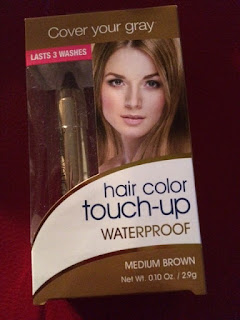 Cover your gray
LASTS 3 WASHES
hair color
touch-up
WATERPROOF
MEDIUM BROWN
Net Wt. 0.10 Oz. / 2.9g